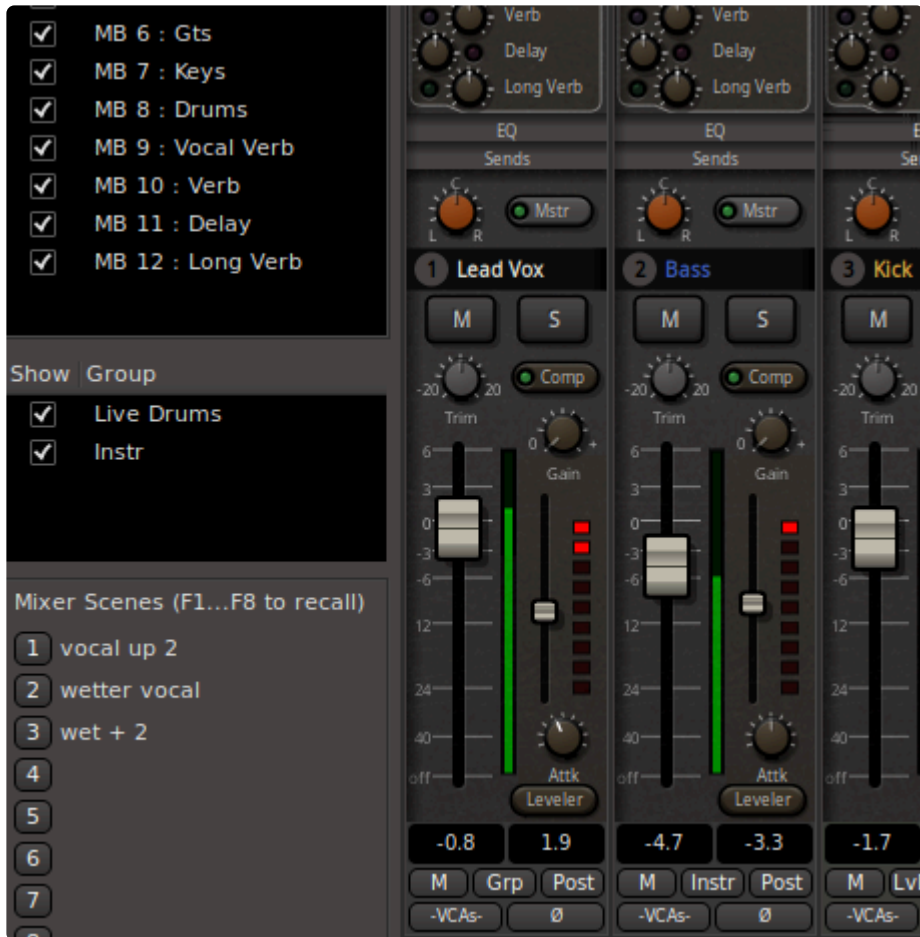 MB 6 : Gts
MB 7 : Keys
MB 8 : Drums
MB 9 : Vocal Verb
MB 10 : Verb
MB 11 : Delay
MB 12 : Long Verb
Show Group
Live Drums
Instr
Mixer Scenes (F1...F8 to recall)
1 vocal up 2
2 wetter vocal
3 wet + 2
4
5
6
7
Verb
Delay
Long Verb
EQ
Sends
C
L R
Mstr
1 Lead Vox
M S
-20 20
Trim
Comp
0 +
Gain
6
3
0
-3
-6
12
24
40
off
Attk
Leveler
-0.8 1.9
M Grp Post
-VCAs- Ø
Verb
Delay
Long Verb
EQ
Sends
C
L R
Mstr
2 Bass
M S
-20 20
Trim
Comp
0 +
Gain
6
3
0
-3
-6
12
24
40
off
Attk
Leveler
-4.7 -3.3
M Instr Post
-VCAs- Ø
C
L R
3 Kick
M
-20 20
Trim
6
3
0
-3
-6
12
24
40
off
-1.7
M
-VCAs-